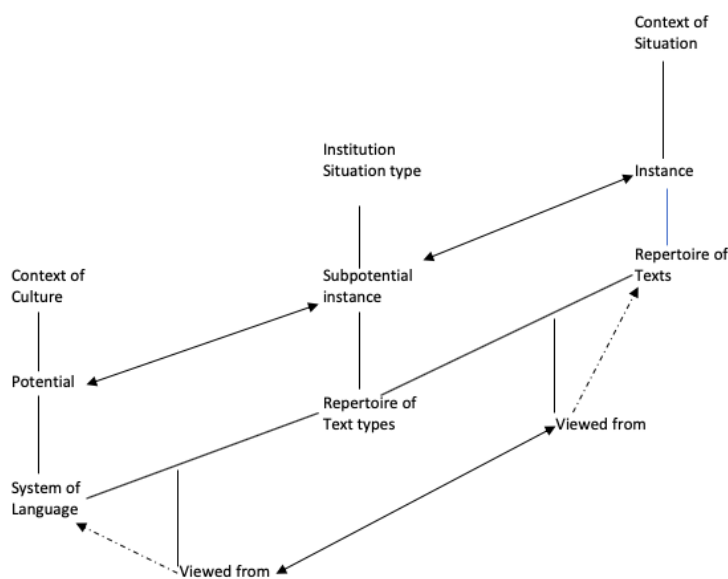 Context of
Situation
Institution
Situation type
Instance
Context of
Culture
Subpotential
instance
Repertoire of
Texts
Potential
Repertoire of
Text types
Viewed from
System of
Language
Viewed from